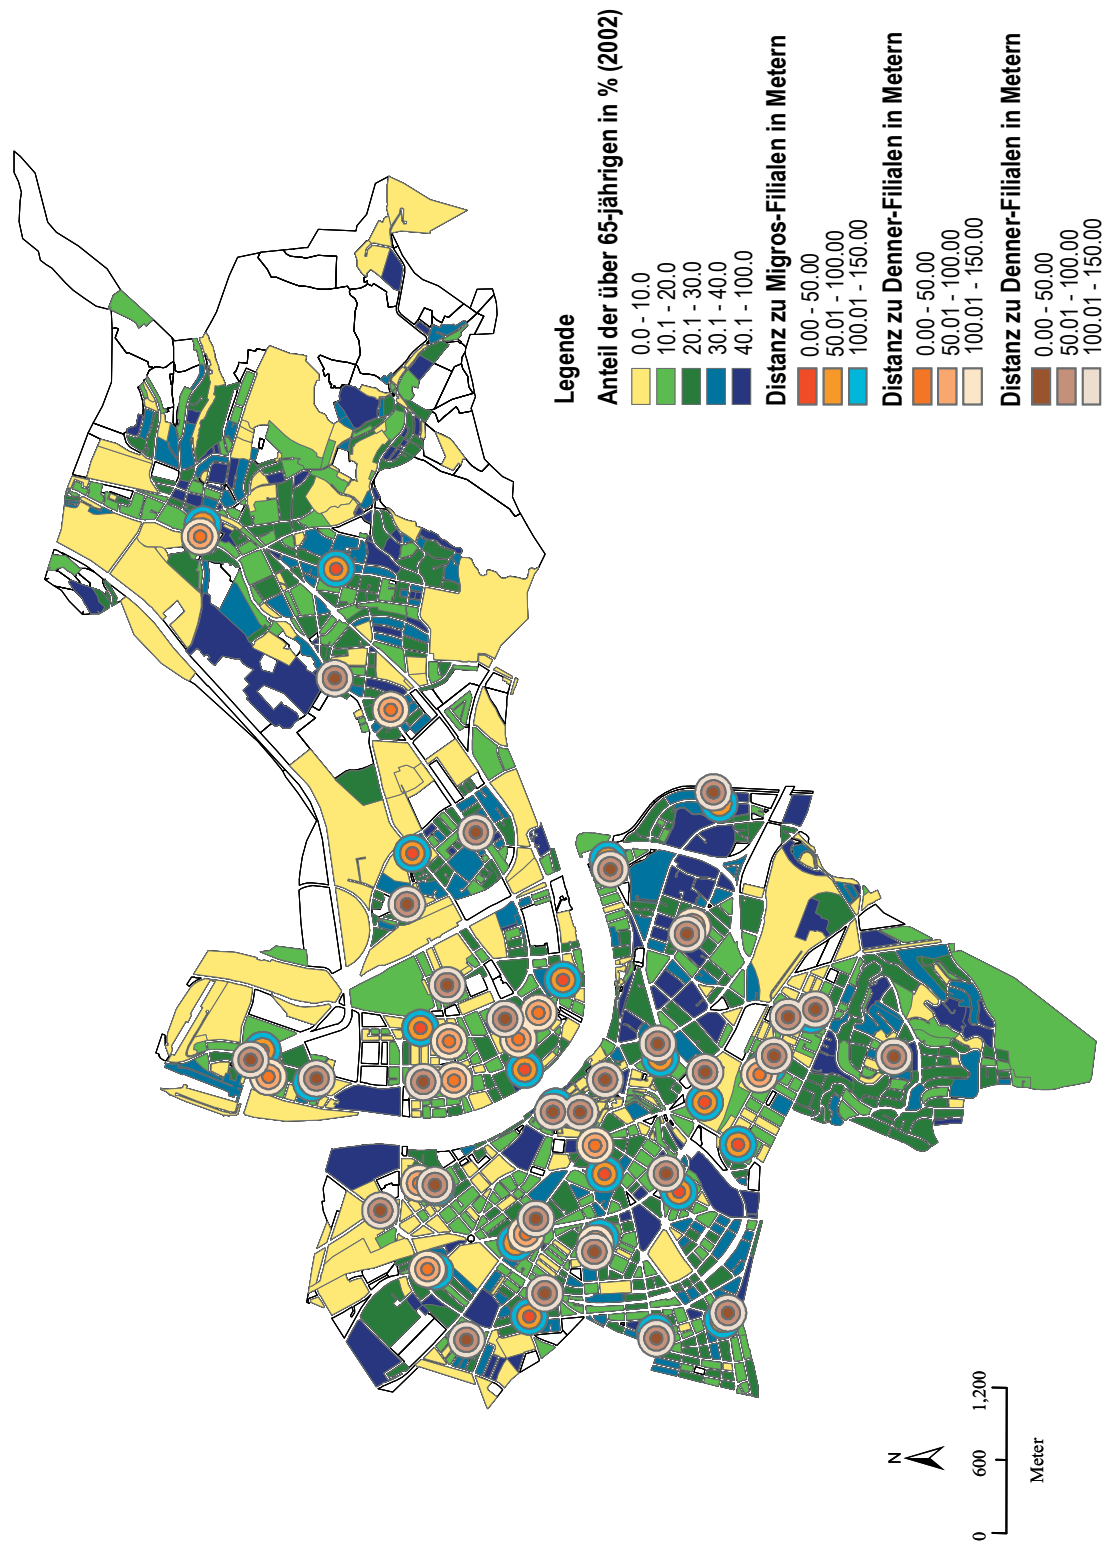 Legende
Anteil der über 65-jährigen in % (2002)
0.0 - 10.0
10.1 - 20.0
20.1 - 30.0
30.1 - 40.0
40.1 - 100.0
Distanz zu Migros-Filialen in Metern
0.000 - 50.00
50.01 - 100.00
100.01 - 150.00
Distanz zu Denner-Filialen in Metern
0.00 - 50.00
50.01 - 100.00
100.01 - 150.00
Distanz zu Denner-Filialen in Metern
0.00 - 50.00
50.01 - 100.00
100.01 - 150.00
N
0 600 1,200
Meter